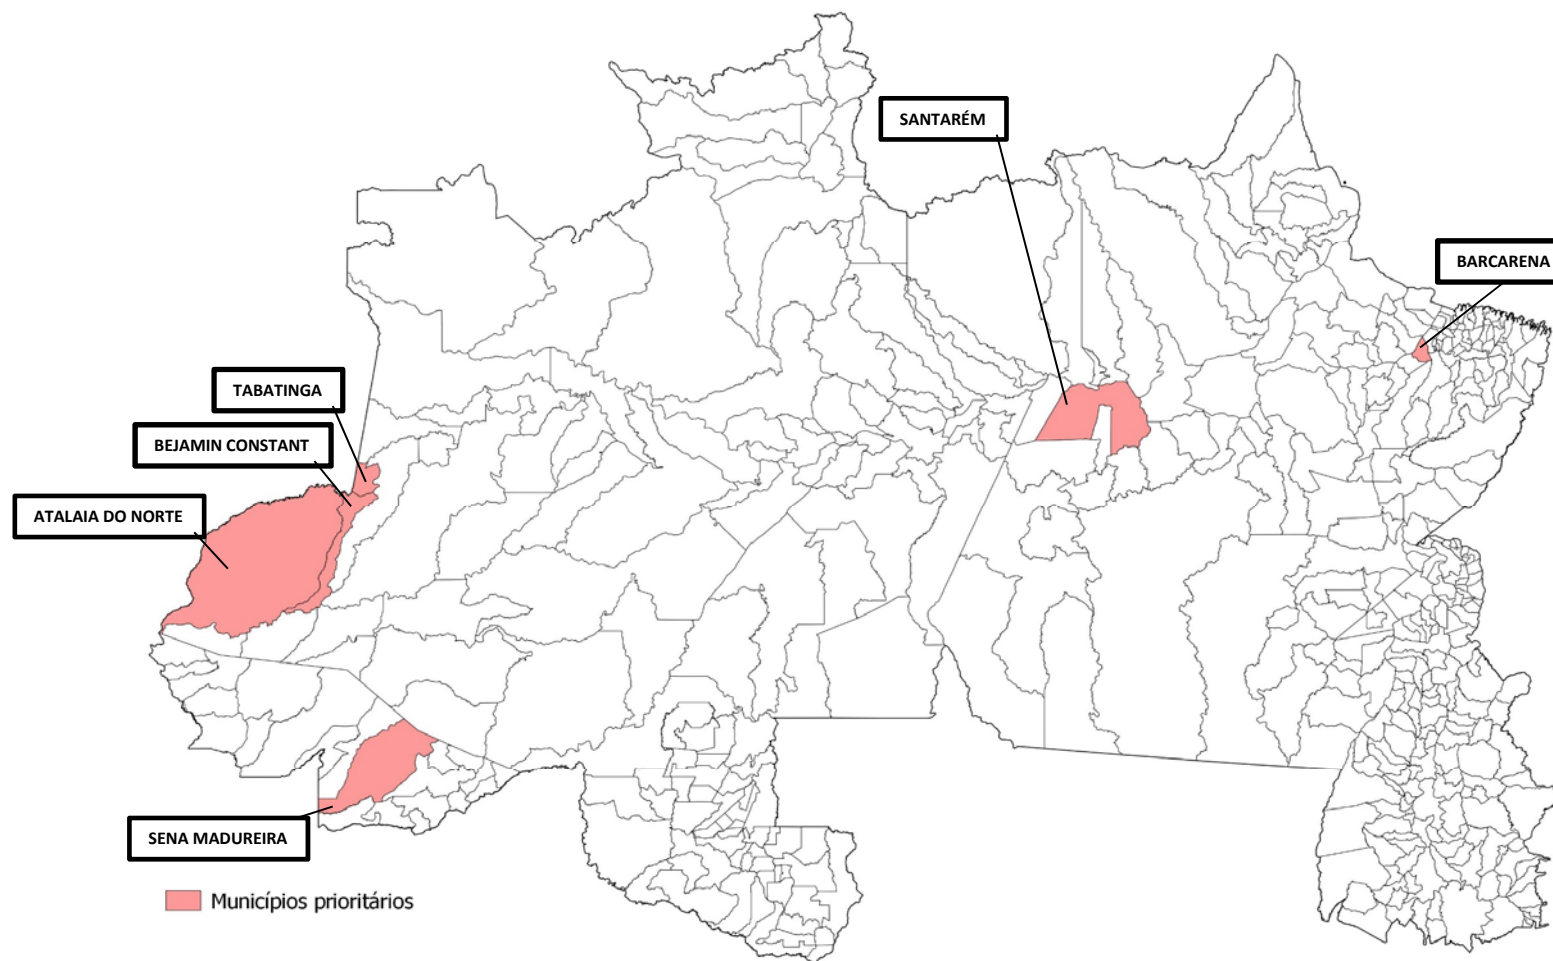 SANTARÉM
BARCARENA
TABATINGA
BEJAMIN CONSTANT
ATALAIA DO NORTE
SENA MADUREIRA
Municípios prioritários